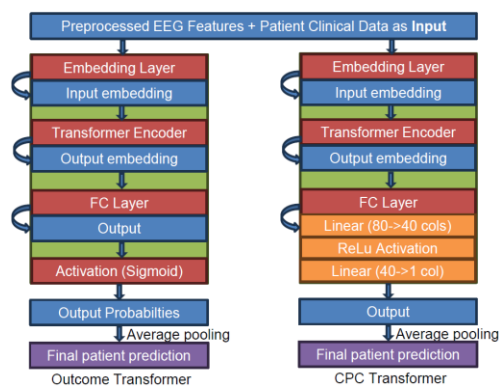 Preprocessed EEG Features + Patient Clinical Data as Input
Embedding Layer
Input embedding
Transformer Encoder
Output embedding
FC Layer
Output
Activation (Sigmoid)
Output Probabilties
Average pooling
Final patient prediction
Outcome Transformer
Embedding Layer
Input embedding
Transformer Encoder
Output embedding
FC Layer
Linear (80->40 cols)
ReLu Activation
Linear (40->1 col)
Output
Average pooling
Final patient prediction
CPC Transformer